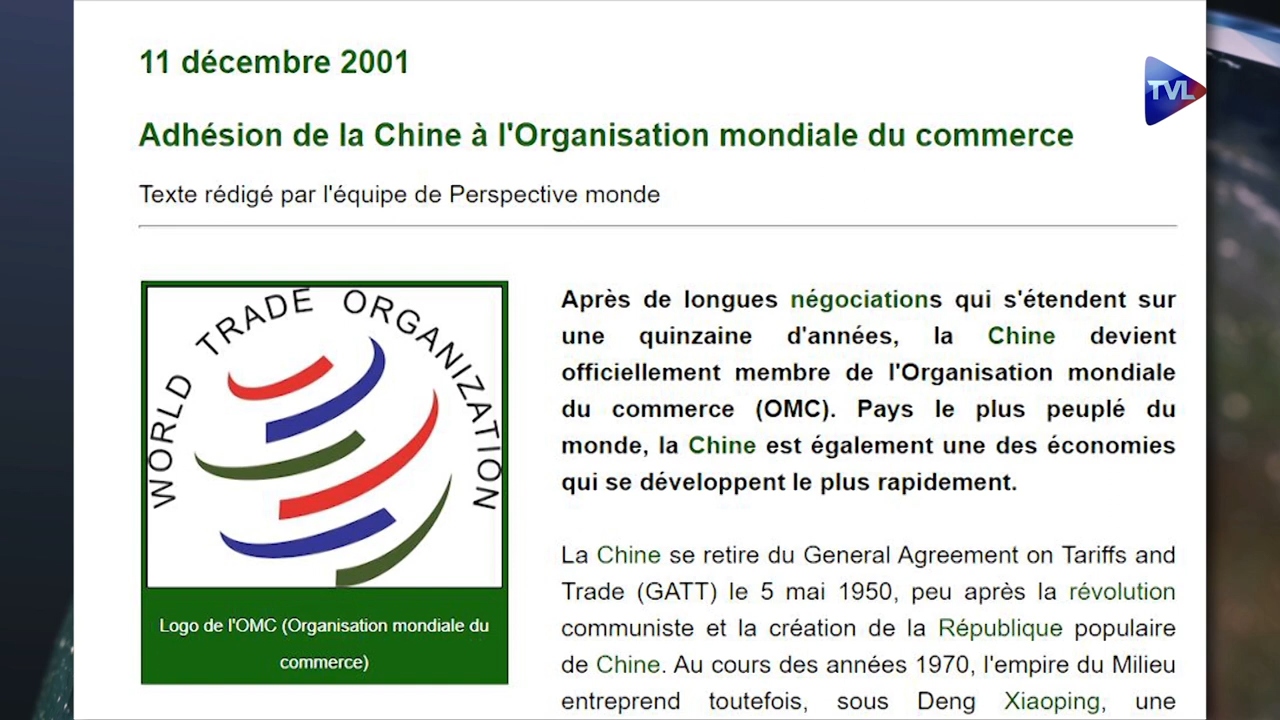 11 décembre 2001
TVL
Adhésion de la Chine à l'Organisation mondiale du commerce
Texte rédigé par l'équipe de Perspective monde
WORLD TRADE ORGANIZATION
Logo de l'OMC (Organisation mondiale du
commerce)
Après de longues négociations qui s'étendent sur
une quinzaine d'années, la Chine devient
officiellement membre de l'Organisation mondiale
du commerce (OMC). Pays le plus peuplé du
monde, la Chine est également une des économies
qui se développent le plus rapidement.
La Chine se retire du General Agreement on Tariffs and
Trade (GATT) le 5 mai 1950, peu après la révolution
communiste et la création de la République populaire
de Chine. Au cours des années 1970, l'empire du Milieu
entreprend toutefois, sous Deng Xiaoping, une